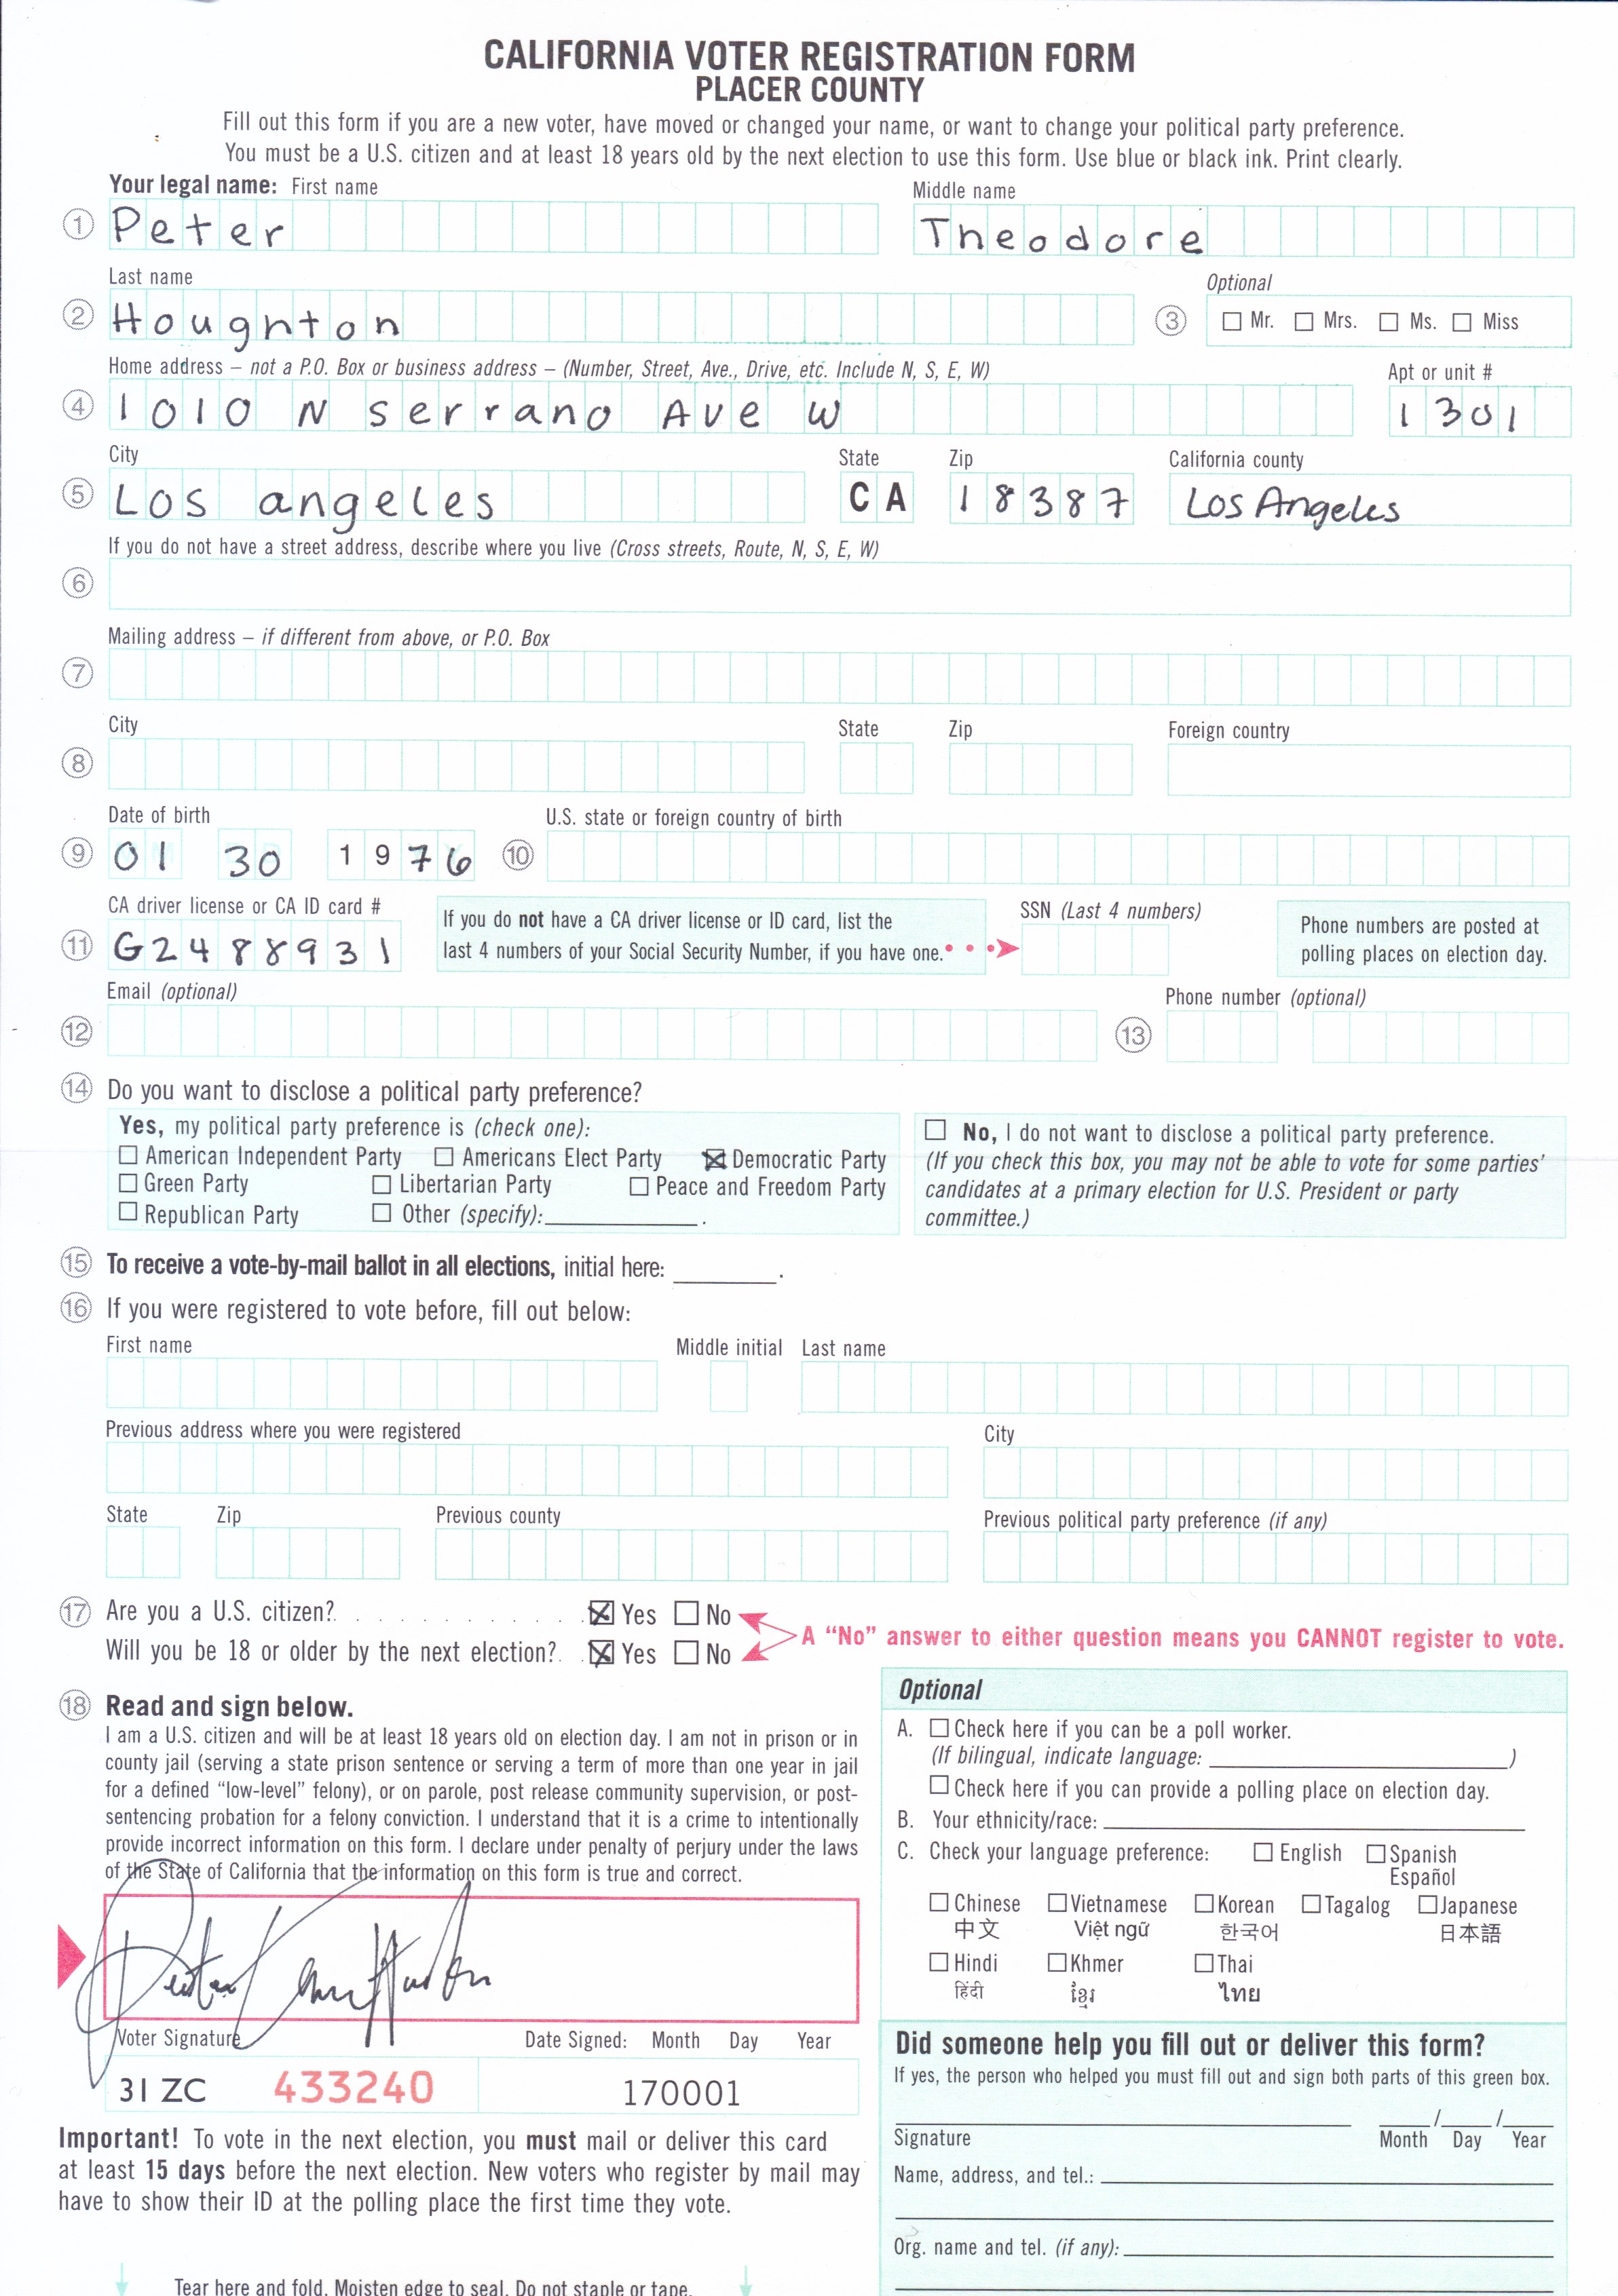 CALIFORNIA VOTER REGISTRATION FORM
PLACER COUNTY
Fill out this form if you are a new voter, have moved or changed your name, or want to change your political party preference.
You must be a U.S. citizen and at least 18 years old by the next election to use this form. Use blue or black ink. Print clearly.
Your legal name: First name Middle name
1 Peter Theodore
Last name Optional
2 Houghton 3 Mr. Mrs. Ms. Miss
Home address – not a P.O. Box or business address – (Number, Street, Ave., Drive, etc. Include N, S, E, W) Apt or unit #
4 1010 N Serrano Ave W 1301
City State Zip California county
5 Los angeles CA 18387 Los Angeles
If you do not have a street address, describe where you live (Cross streets, Route, N, S, E, W)
6
Mailing address – if different from above, or P.O. Box
7
City State Zip Foreign country
8
Date of birth U.S. state or foreign country of birth
9 01 30 1976 10
CA driver license or CA ID card # If you do not have a CA driver license or ID card, list the SSN (Last 4 numbers) Phone numbers are posted at
11 G2488931 last 4 numbers of your Social Security Number, if you have one. polling places on election day.
Email (optional) Phone number (optional)
12 13
14 Do you want to disclose a political party preference?
Yes, my political party preference is (check one): No, I do not want to disclose a political party preference.
American Independent Party Americans Elect Party Democratic Party (If you check this box, you may not be able to vote for some parties'
Green Party Libertarian Party Peace and Freedom Party candidates at a primary election for U.S. President or party
Republican Party Other (specify): . committee.)
15 To receive a vote-by-mail ballot in all elections, initial here: .
16 If you were registered to vote before, fill out below:
First name Middle initial Last name
Previous address where you were registered City
State Zip Previous county Previous political party preference (if any)
17 Are you a U.S. citizen? Yes No
Will you be 18 or older by the next election? Yes No A "No" answer to either question means you CANNOT register to vote.
18 Read and sign below.
I am a U.S. citizen and will be at least 18 years old on election day. I am not in prison or in
county jail (serving a state prison sentence or serving a term of more than one year in jail
for a defined "low-level" felony), or on parole, post release community supervision, or post-
sentencing probation for a felony conviction. I understand that it is a crime to intentionally
provide incorrect information on this form. I declare under penalty of perjury under the laws
of the State of California that the information on this form is true and correct.
Voter Signature Date Signed: Month Day Year
31 ZC 433240 170001
Important! To vote in the next election, you must mail or deliver this card
at least 15 days before the next election. New voters who register by mail may
have to show their ID at the polling place the first time they vote.
Tear here and fold. Moisten edge to seal. Do not staple or tape.
Optional
A. Check here if you can be a poll worker.
(If bilingual, indicate language: )
Check here if you can provide a polling place on election day.
B. Your ethnicity/race:
C. Check your language preference: English Spanish
Español
Chinese Vietnamese Korean Tagalog Japanese
中文 Việt ngữ 한국어 日本語
Hindi Khmer Thai
हिंदी ខ្មែរ ไทย
Did someone help you fill out or deliver this form?
If yes, the person who helped you must fill out and sign both parts of this green box.
/ /
Signature Month Day Year
Name, address, and tel.:
Org. name and tel. (if any):